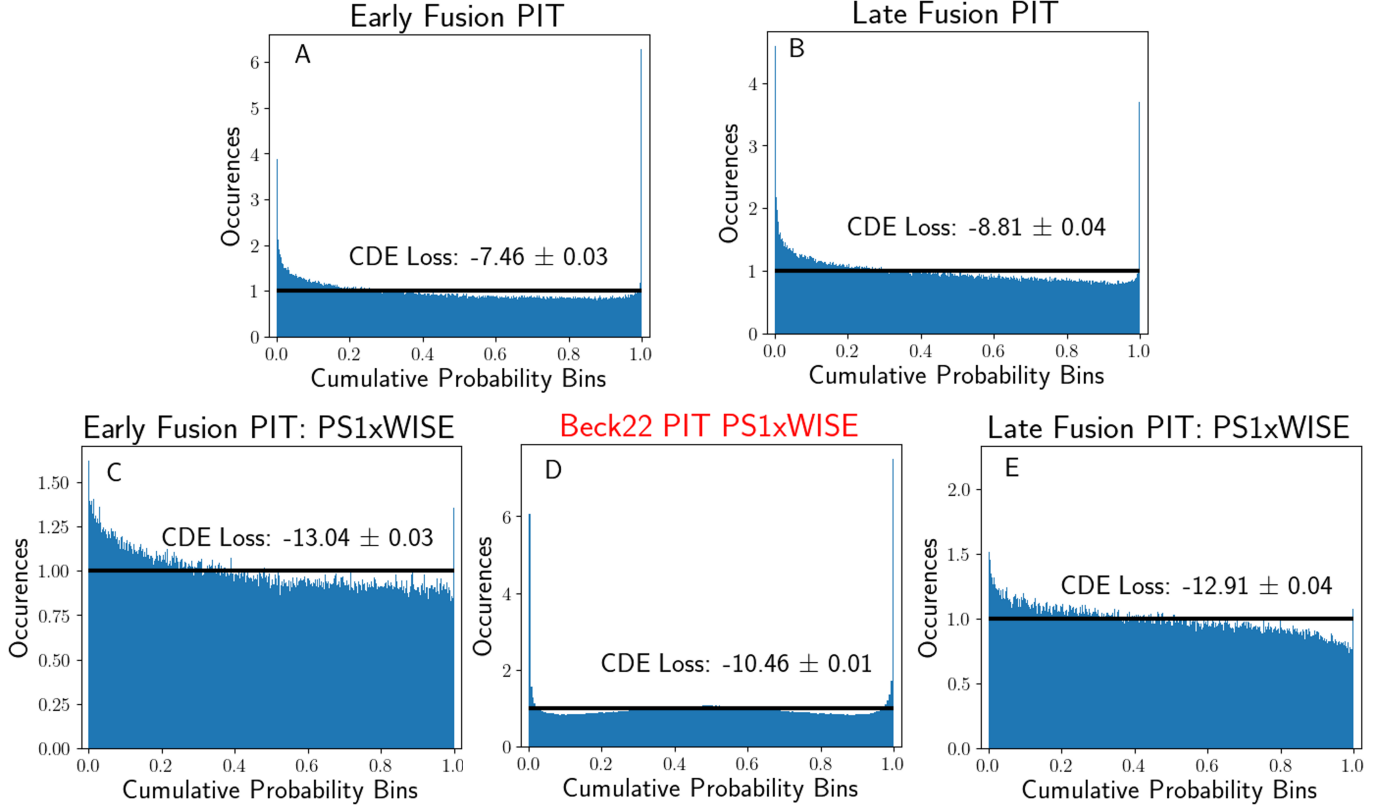 Early Fusion PIT
A
Occurences
6
5
4
3
2
1
0
CDE Loss: -7.46 ± 0.03
0.0 0.2 0.4 0.6 0.8 1.0
Cumulative Probability Bins
Late Fusion PIT
B
Occurences
4
3
2
1
0
CDE Loss: -8.81 ± 0.04
0.0 0.2 0.4 0.6 0.8 1.0
Cumulative Probability Bins
Early Fusion PIT: PS1xWISE
C
Occurences
1.50
1.25
1.00
0.75
0.50
0.25
0.00
CDE Loss: -13.04 ± 0.03
0.0 0.2 0.4 0.6 0.8 1.0
Cumulative Probability Bins
Beck22 PIT PS1xWISE
D
Occurences
6
4
2
0
CDE Loss: -10.46 ± 0.01
0.0 0.2 0.4 0.6 0.8 1.0
Cumulative Probability Bins
Late Fusion PIT: PS1xWISE
E
Occurences
2.0
1.5
1.0
0.5
0.0
CDE Loss: -12.91 ± 0.04
0.0 0.2 0.4 0.6 0.8 1.0
Cumulative Probability Bins